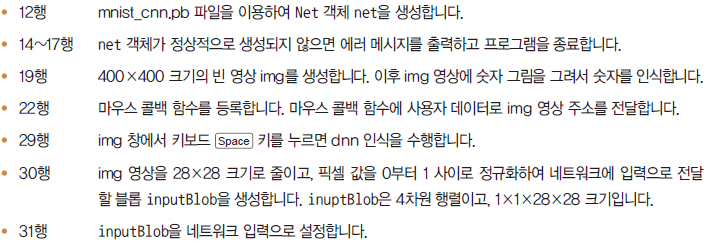 • 12행 mnist_cnn.pb 파일을 이용하여 Net 객체 net을 생성합니다.
• 14~17행 net 객체가 정상적으로 생성되지 않으면 에러 메시지를 출력하고 프로그램을 종료합니다.
• 19행 400×400 크기의 빈 영상 img를 생성합니다. 이후 img 영상에 숫자 그림을 그려서 숫자를 인식합니다.
• 22행 마우스 콜백 함수를 등록합니다. 마우스 콜백 함수에 사용자 데이터로 img 영상 주소를 전달합니다.
• 29행 img 창에서 키보드 Space 키를 누르면 dnn 인식을 수행합니다.
• 30행 img 영상을 28×28 크기로 줄이고, 픽셀 값을 0부터 1 사이로 정규화하여 네트워크에 입력으로 전달
할 블롭 inputBlob을 생성합니다. inuptBlob은 4차원 행렬이고, 1×1×28×28 크기입니다.
• 31행 inputBlob을 네트워크 입력으로 설정합니다.